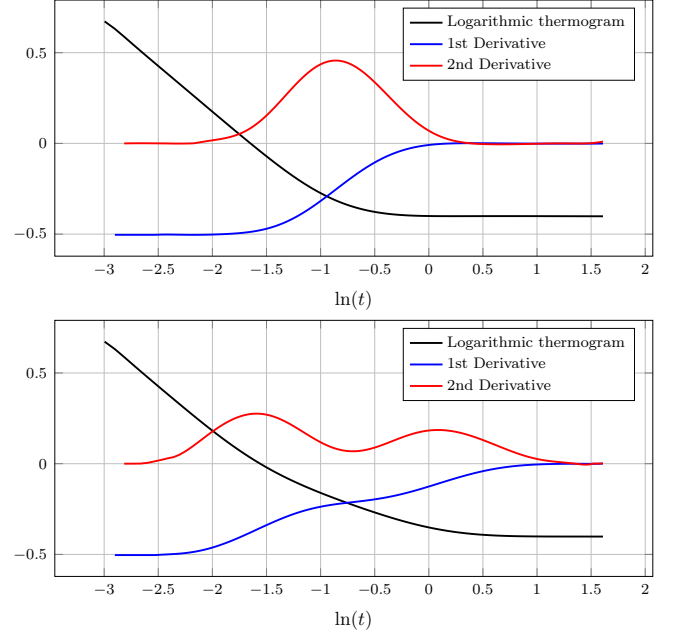 Logarithmic thermogram
1st Derivative
2nd Derivative
0.5
0
−0.5
−3 −2.5 −2 −1.5 −1 −0.5 0 0.5 1 1.5 2
ln(t)
Logarithmic thermogram
1st Derivative
2nd Derivative
0.5
0
−0.5
−3 −2.5 −2 −1.5 −1 −0.5 0 0.5 1 1.5 2
ln(t)